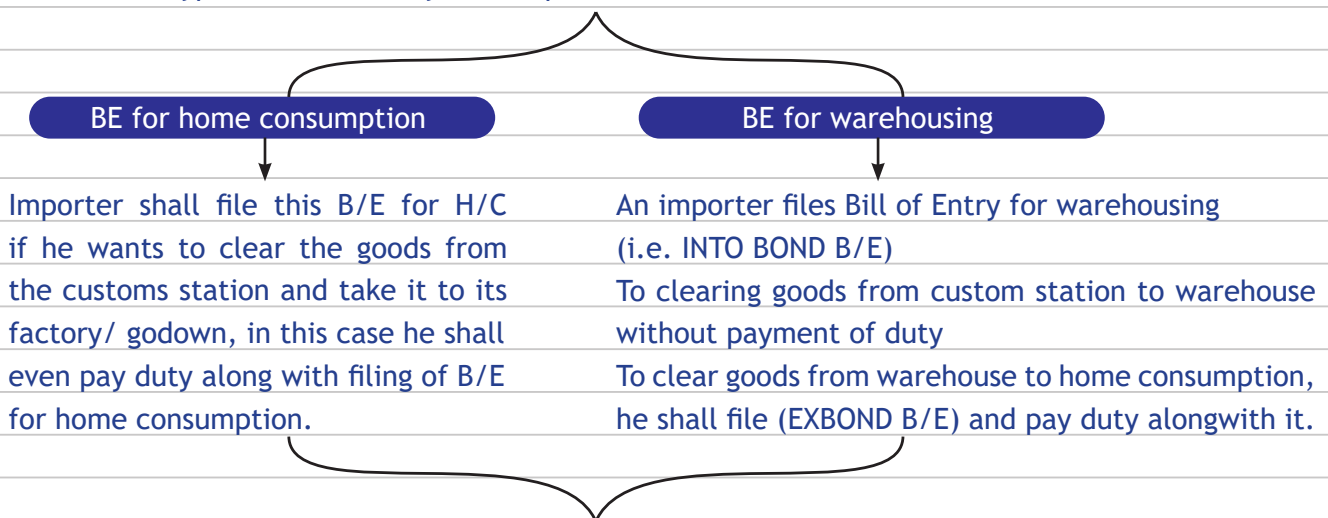 BE for home consumption
BE for warehousing
Importer shall file this B/E for H/C
if he wants to clear the goods from
the customs station and take it to its
factory/ godown, in this case he shall
even pay duty along with filing of B/E
for home consumption.
An importer files Bill of Entry for warehousing
(i.e. INTO BOND B/E)
To clearing goods from custom station to warehouse
without payment of duty
To clear goods from warehouse to home consumption,
he shall file (EXBOND B/E) and pay duty alongwith it.